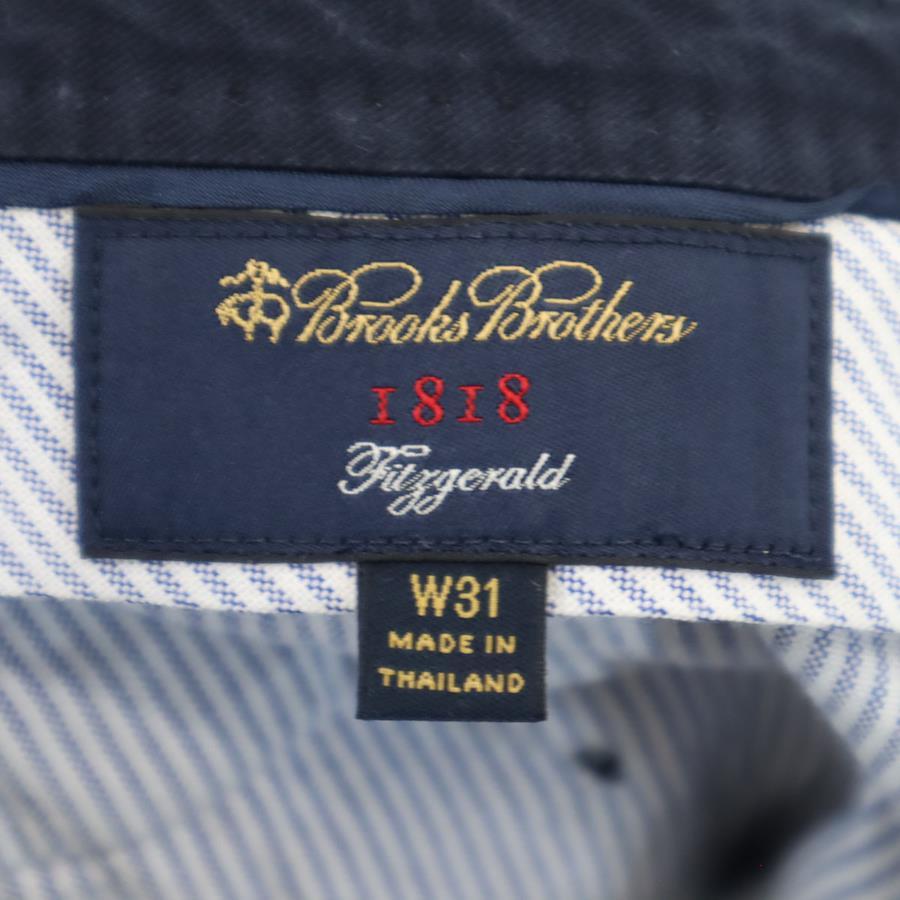 Brooks Brothers
1818
Fitzgerald
W31
MADE IN
THAILAND